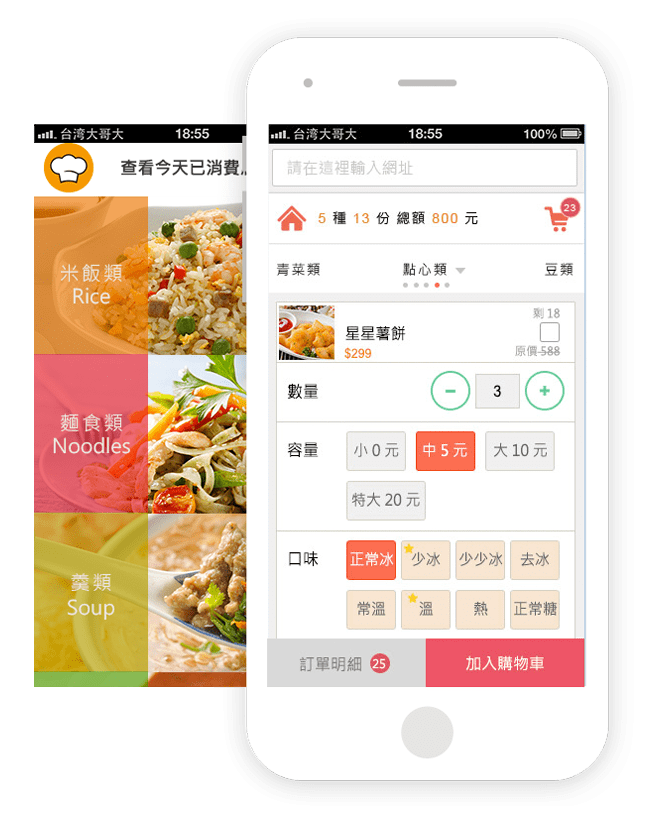 台湾大哥大 18:55
查看今天已消費
米飯類
Rice
麵食類
Noodles
羹類
Soup
台湾大哥大 18:55 100%
請在這裡輸入網址
5 種 13 份 總額 800 元
23
青菜類 點心類 豆類
剩 18
星星薯餅
$299
原價 588
數量 − 3 +
容量 小 0 元 中 5 元 大 10 元
特大 20 元
口味 正常冰 少冰 少少冰 去冰
常溫 溫 熱 正常糖
訂單明細 25 加入購物車